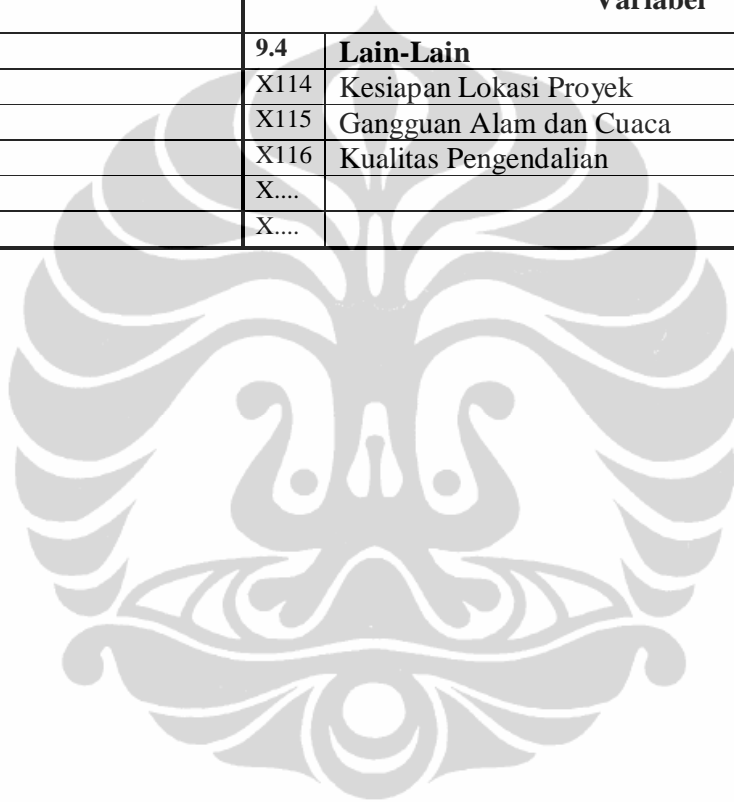 Variabel
9.4 Lain-Lain
X114 Kesiapan Lokasi Proyek
X115 Gangguan Alam dan Cuaca
X116 Kualitas Pengendalian
X....
X....